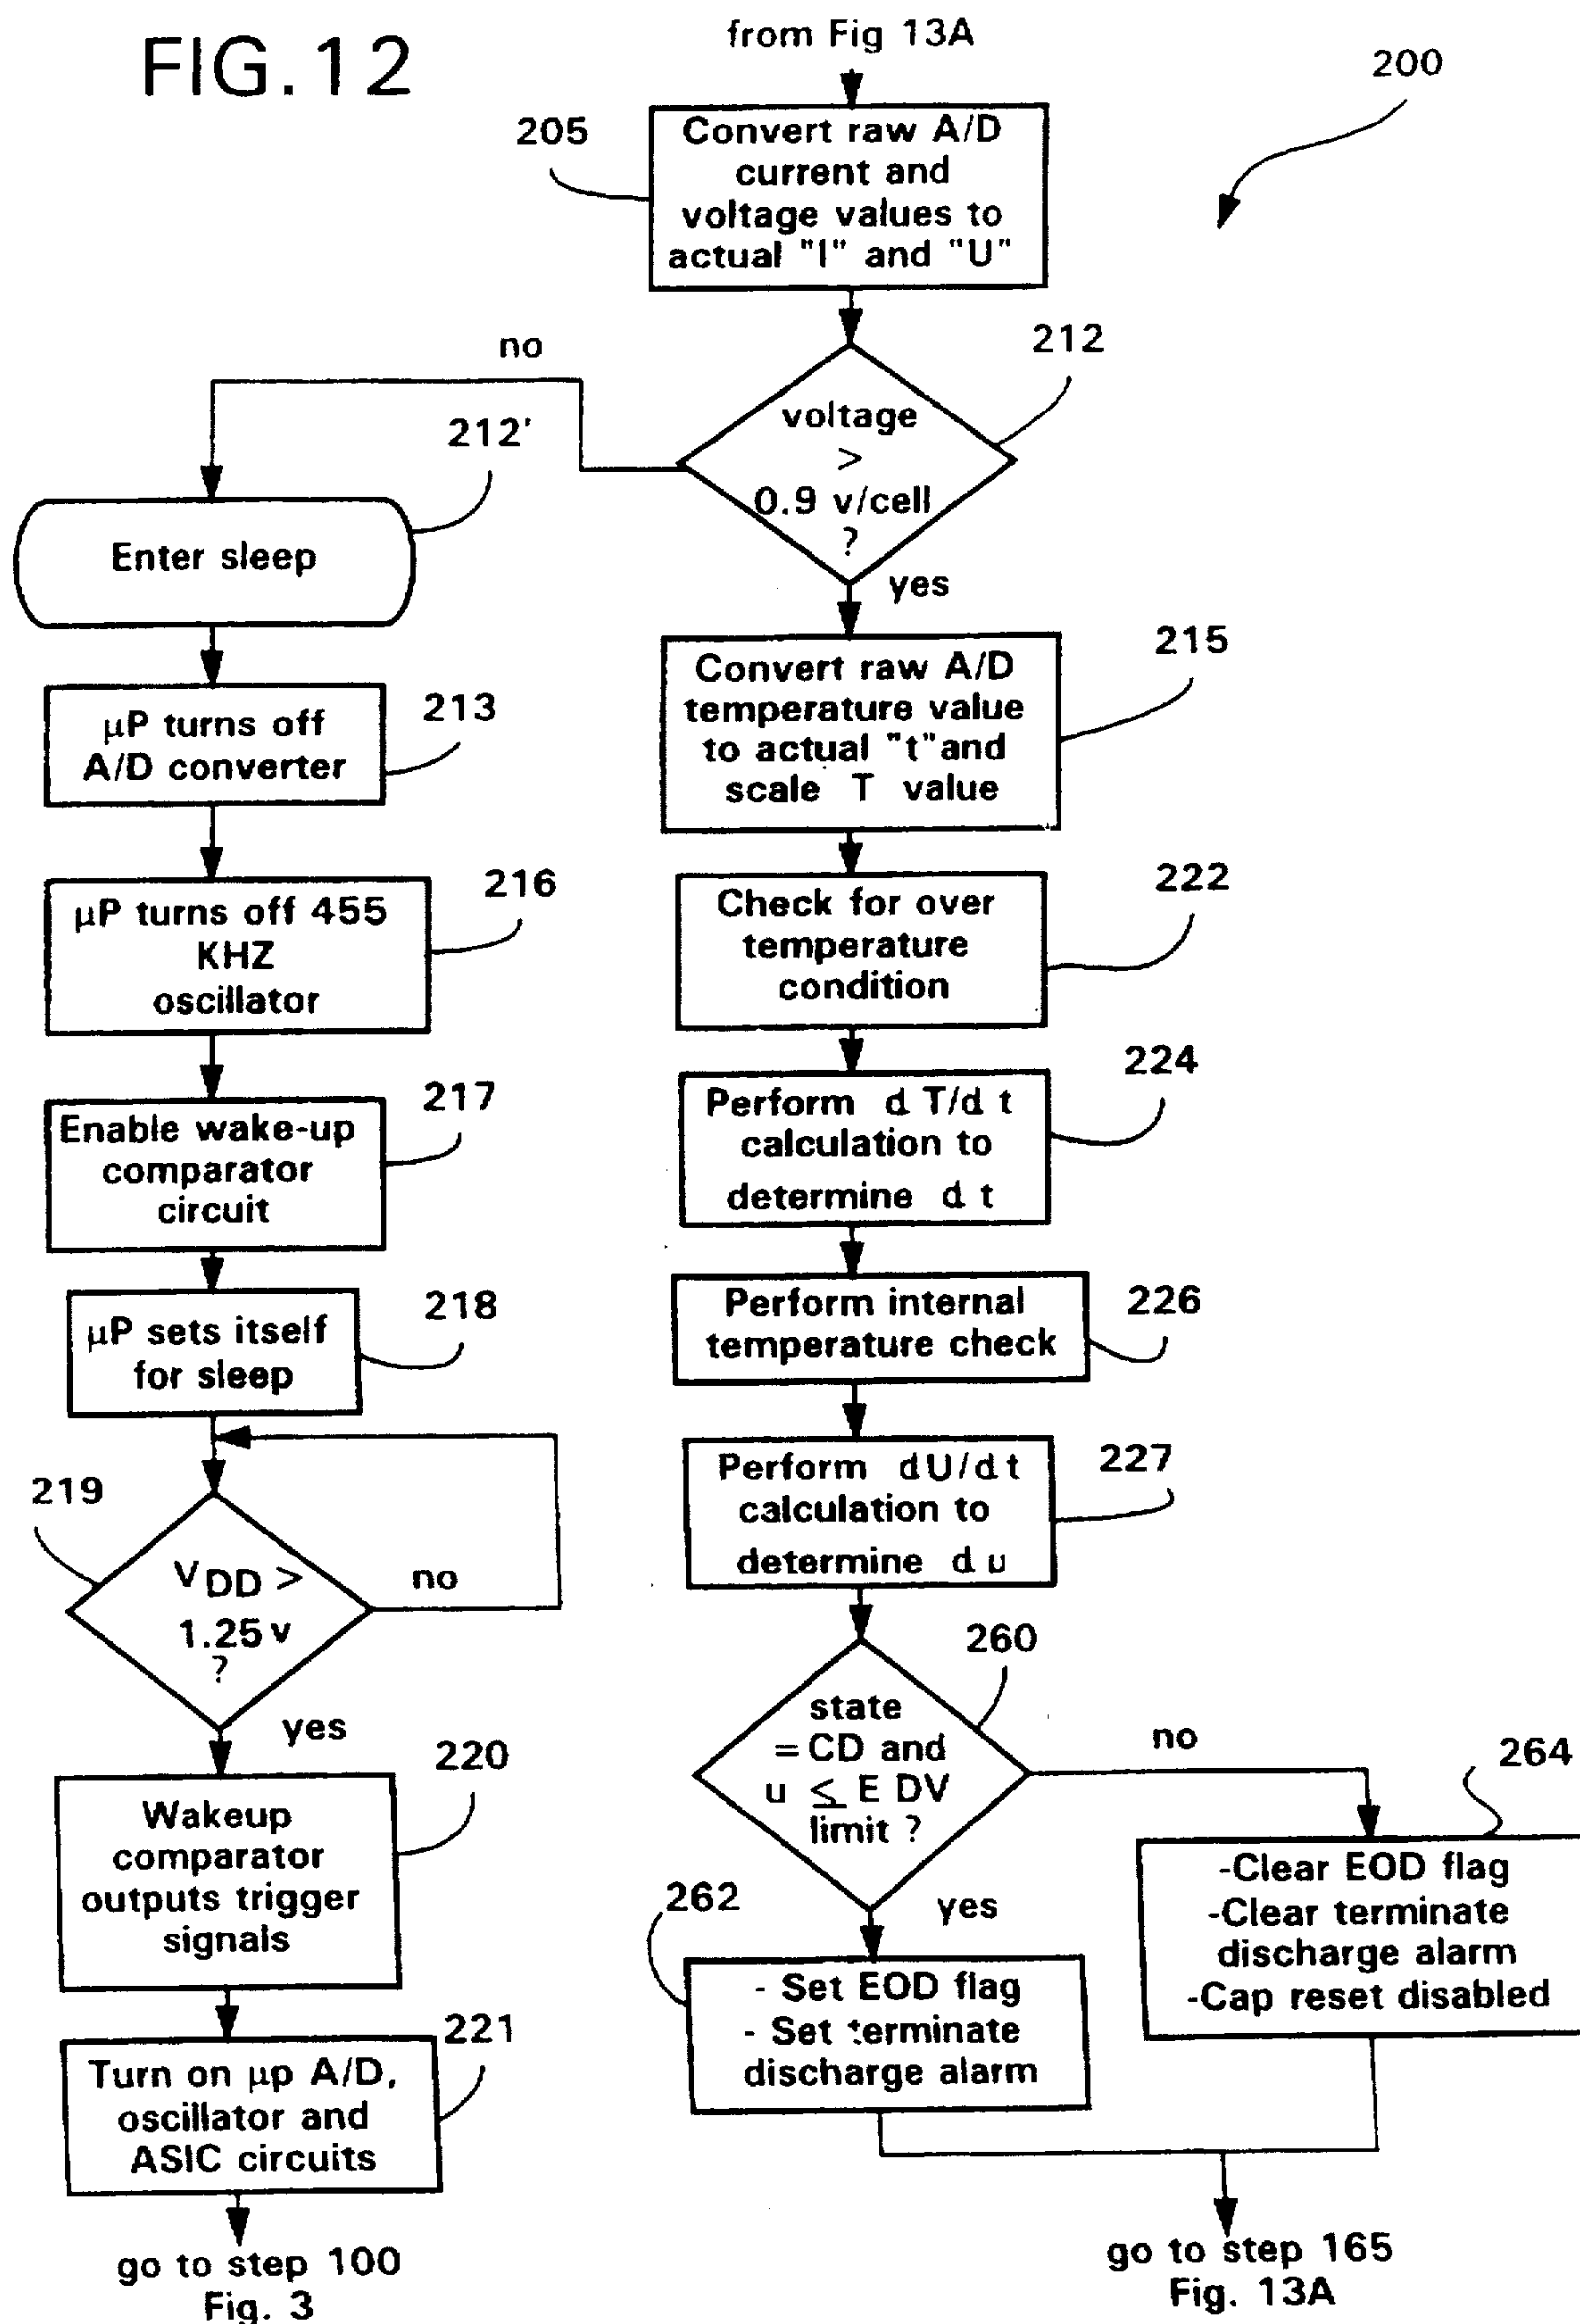 FIG. 12
from Fig 13A
200
205
Convert raw A/D
current and
voltage values to
actual "I" and "U"
212
voltage
>
0.9 v/cell
?
no
yes
212'
Enter sleep
213
µP turns off
A/D converter
216
µP turns off 455
KHZ
oscillator
217
Enable wake-up
comparator
circuit
218
µP sets itself
for sleep
219
VDD >
1.25 v
?
no
yes
220
Wakeup
comparator
outputs trigger
signals
221
Turn on µp A/D,
oscillator and
ASIC circuits
go to step 100
Fig. 3
215
Convert raw A/D
temperature value
to actual "t" and
scale T value
222
Check for over
temperature
condition
224
Perform d T/d t
calculation to
determine d t
226
Perform internal
temperature check
227
Perform dU/d t
calculation to
determine d u
260
state
= CD and
u ≤ E DV
limit ?
no
yes
262
- Set EOD flag
- Set terminate
discharge alarm
264
-Clear EOD flag
-Clear terminate
discharge alarm
-Cap reset disabled
go to step 165
Fig. 13A